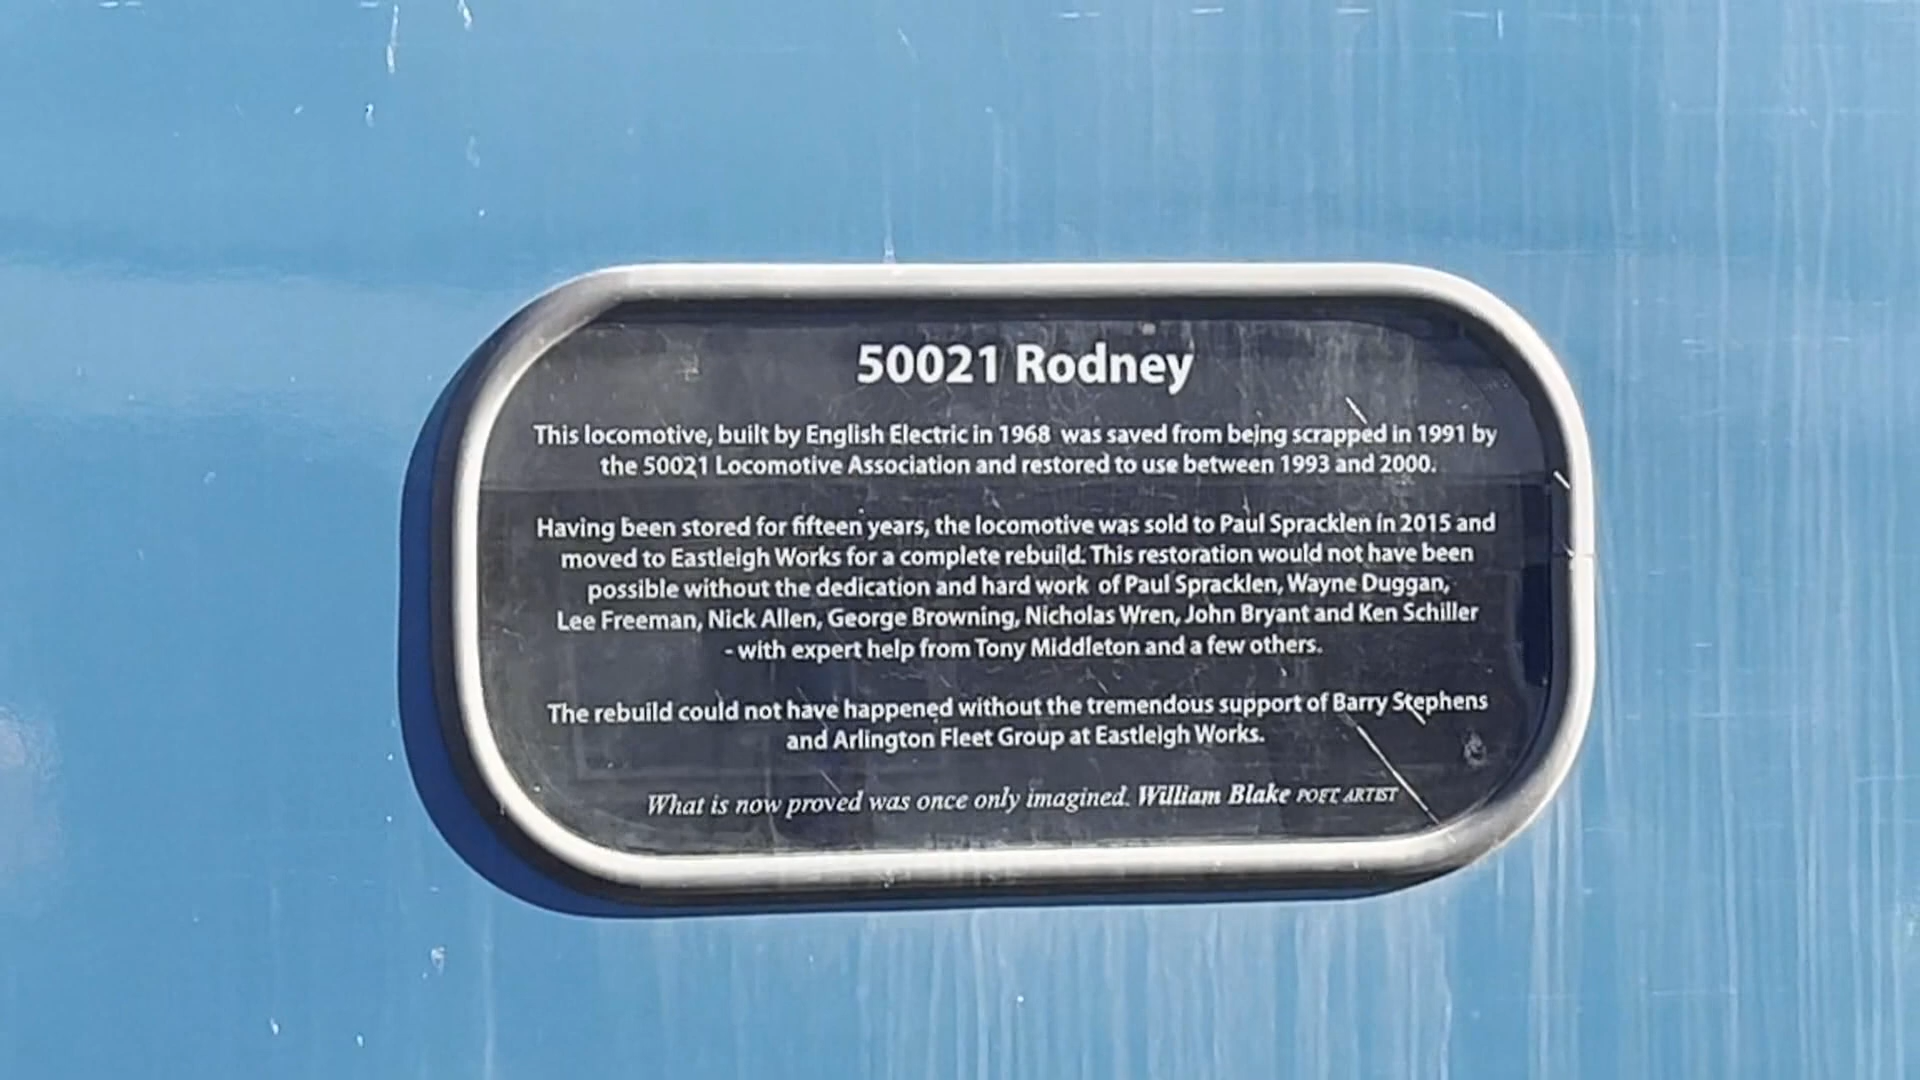 50021 Rodney
This locomotive, built by English Electric in 1968 was saved from being scrapped in 1991 by
the 50021 Locomotive Association and restored to use between 1993 and 2000.
Having been stored for fifteen years, the locomotive was sold to Paul Spracklen in 2015 and
moved to Eastleigh Works for a complete rebuild. This restoration would not have been
possible without the dedication and hard work of Paul Spracklen, Wayne Duggan,
Lee Freeman, Nick Allen, George Browning, Nicholas Wren, John Bryant and Ken Schiller
- with expert help from Tony Middleton and a few others.
The rebuild could not have happened without the tremendous support of Barry Stephens
and Arlington Fleet Group at Eastleigh Works.
What is now proved was once only imagined. William Blake POET, ARTIST